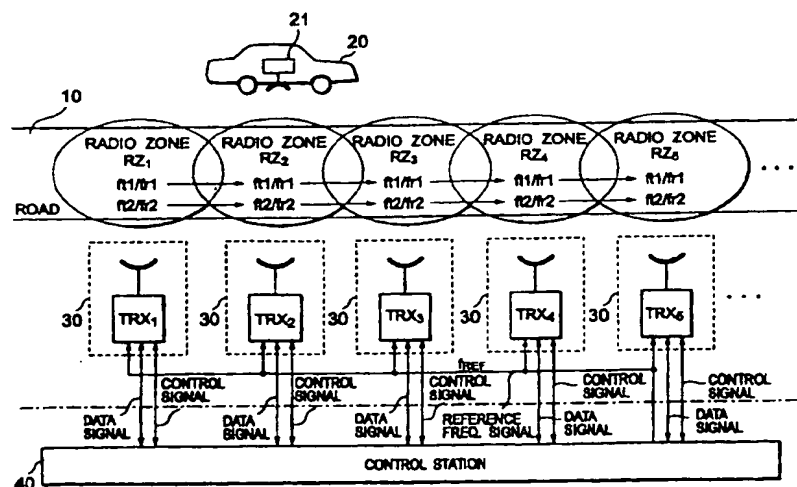 21
20
10
RADIO ZONE RZ₁
RADIO ZONE RZ₂
RADIO ZONE RZ₃
RADIO ZONE RZ₄
RADIO ZONE RZ₅
ft1/fr1 ft1/fr1 ft1/fr1 ft1/fr1 ft1/fr1
ft2/fr2 ft2/fr2 ft2/fr2 ft2/fr2 ft2/fr2
...
ROAD
30 TRX₁
30 TRX₂
30 TRX₃
30 TRX₄
30 TRX₅
...
fREF
CONTROL SIGNAL
CONTROL SIGNAL
CONTROL SIGNAL
CONTROL SIGNAL
CONTROL SIGNAL
DATA SIGNAL
DATA SIGNAL
DATA SIGNAL
REFERENCE FREQ. SIGNAL
DATA SIGNAL
DATA SIGNAL
CONTROL STATION
40